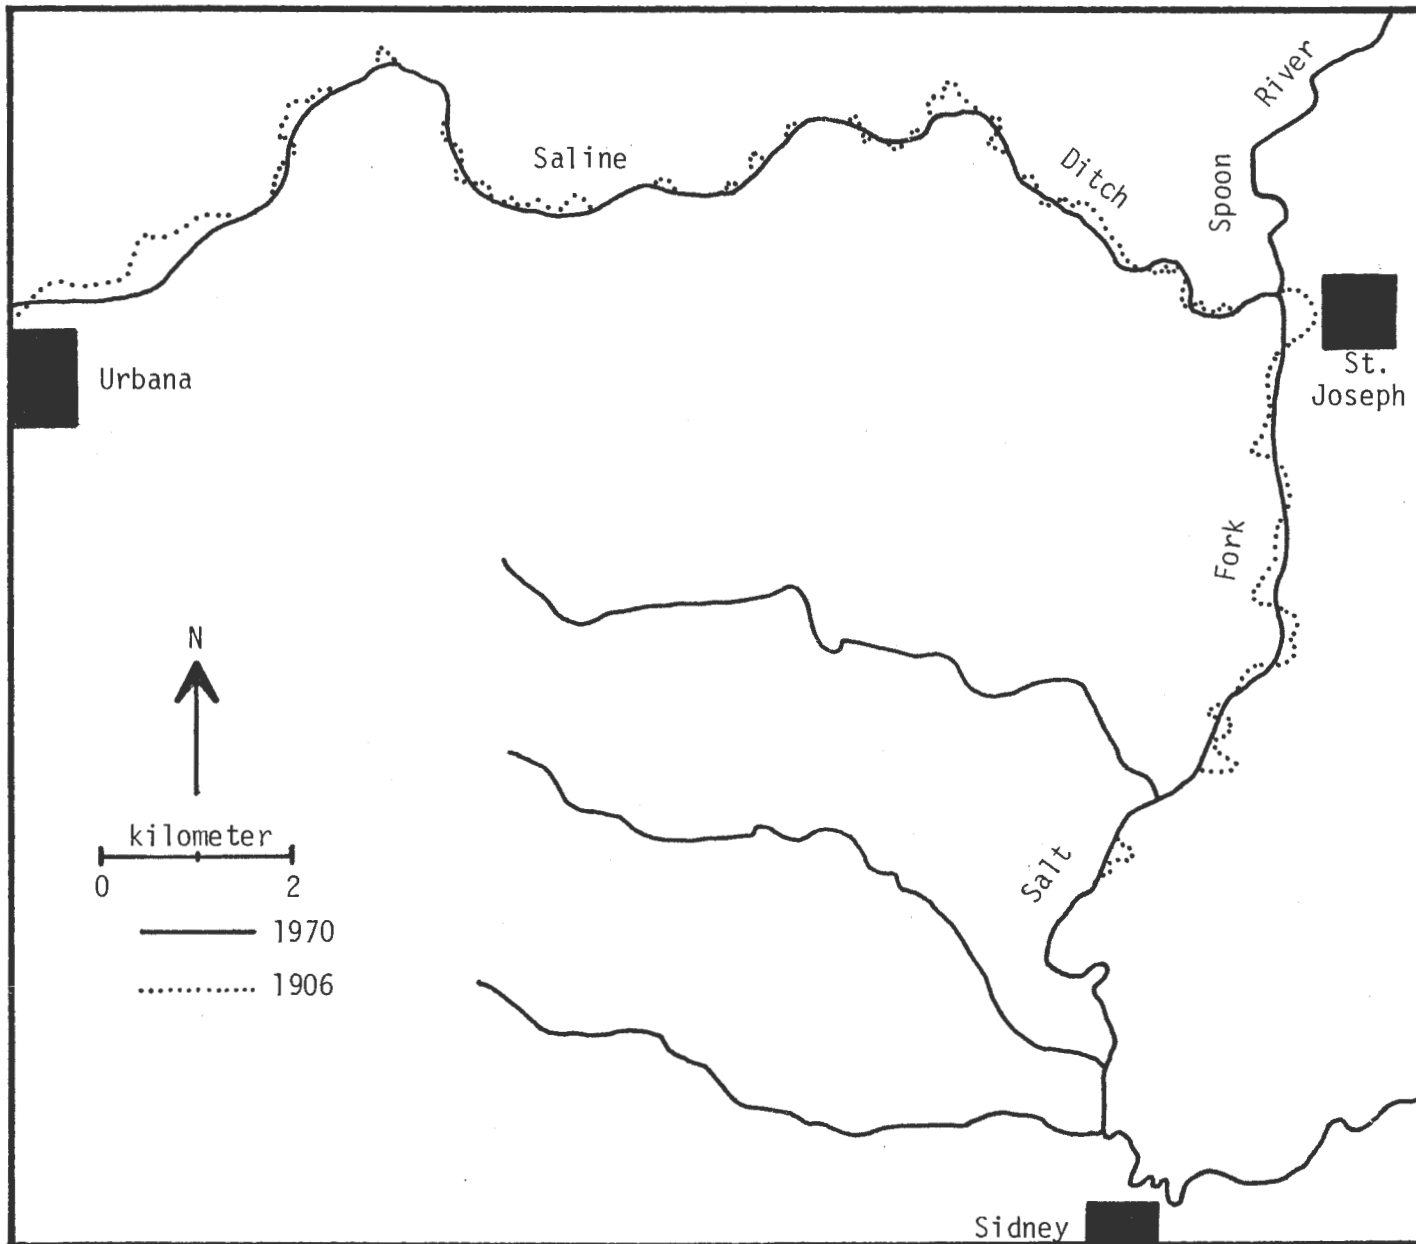 River
Saline
Ditch
Spoon
Urbana
St.
Joseph
Fork
N
kilometer
0 2
Salt
1970
1906
Sidney